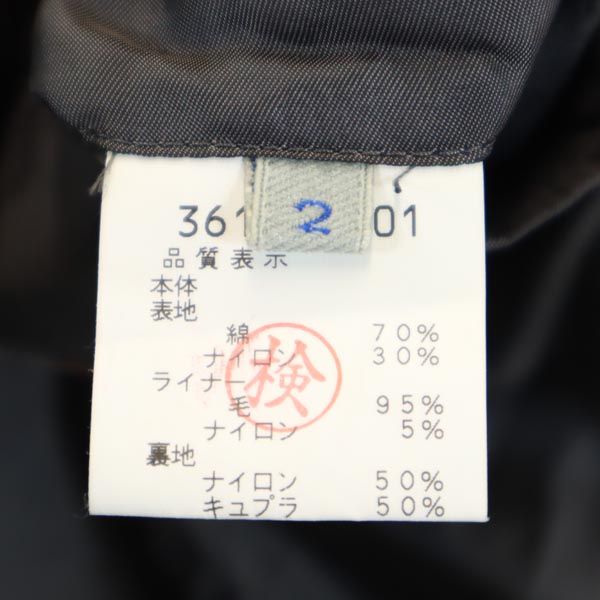 361 2 01
品質表示
本体
表地
綿 70%
ナイロン 30%
ライナー
毛 95%
ナイロン 5%
裏地
ナイロン 50%
キュプラ 50%
検